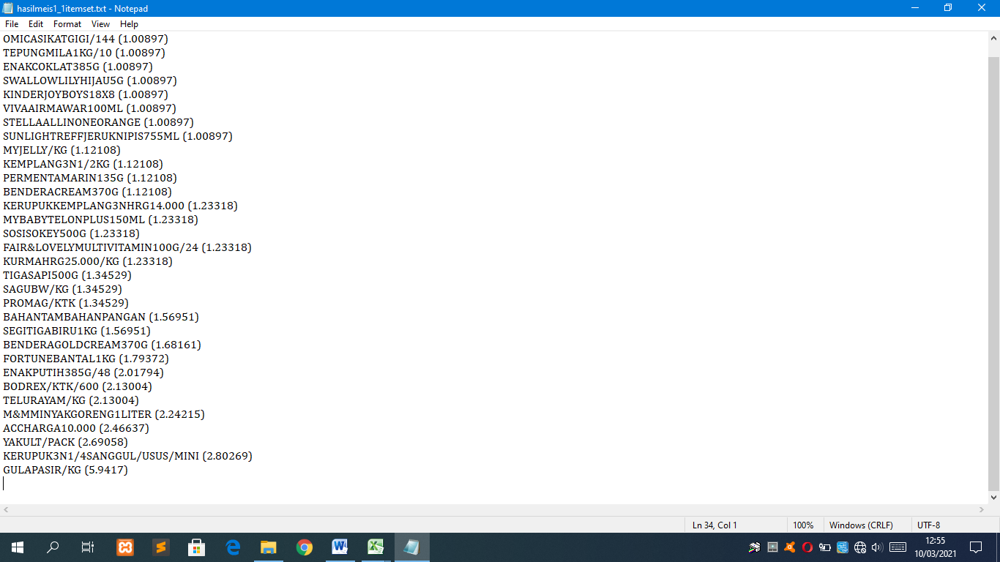 hasilmeis1_1itemset.txt - Notepad
File Edit Format View Help
OMICASIKATGIGI/144 (1.00897)
TEPUNGMILA1KG/10 (1.00897)
ENAKCOKLAT385G (1.00897)
SWALLOWLILYHIJAU5G (1.00897)
KINDERJOYBOYS18X8 (1.00897)
VIVAAIRMAWAR100ML (1.00897)
STELLAALLINONEORANGE (1.00897)
SUNLIGHTREFFJERUKNIPIS755ML (1.00897)
MYJELLY/KG (1.12108)
KEMPLANG3N1/2KG (1.12108)
PERMENTAMARIN135G (1.12108)
BENDERACREAM370G (1.12108)
KERUPUKKEMPLANG3NHRG14.000 (1.23318)
MYBABYTELONPLUS150ML (1.23318)
SOSISOKEY500G (1.23318)
FAIR&LOVELYMULTIVITAMIN100G/24 (1.23318)
KURMAHRG25.000/KG (1.23318)
TIGASAPI500G (1.34529)
SAGUBW/KG (1.34529)
PROMAG/KTK (1.34529)
BAHANTAMBAHANPANGAN (1.56951)
SEGITIGABIRU1KG (1.56951)
BENDERAGOLDCREAM370G (1.68161)
FORTUNEBANTAL1KG (1.79372)
ENAKPUTIH385G/48 (2.01794)
BODREX/KTK/600 (2.13004)
TELURAYAM/KG (2.13004)
M&MMINYAKGORENG1LITER (2.24215)
ACCHARGA10.000 (2.46637)
YAKULT/PACK (2.69058)
KERUPUK3N1/4SANGGUL/USUS/MINI (2.80269)
GULAPASIR/KG (5.9417)
Ln 34, Col 1 100% Windows (CRLF) UTF-8
12:55
10/03/2021